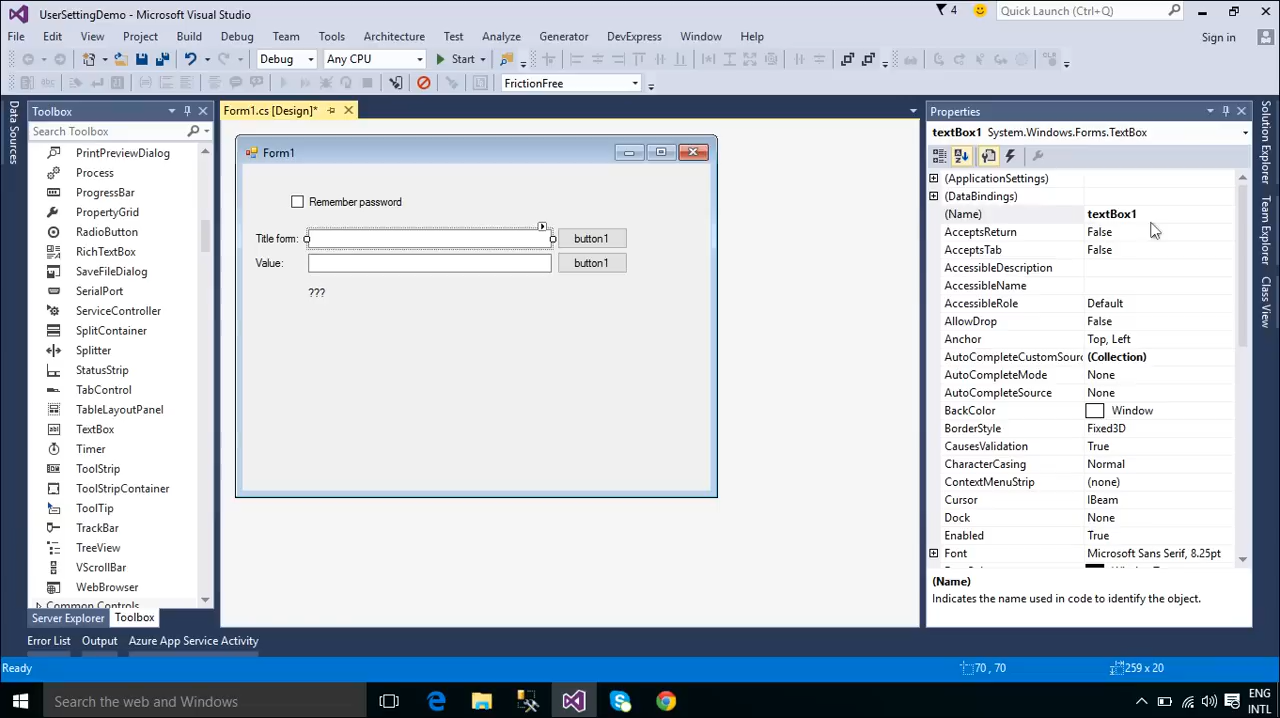 UserSettingDemo - Microsoft Visual Studio
4
Quick Launch (Ctrl+Q)
File Edit View Project Build Debug Team Tools Architecture Test Analyze Generator DevExpress Window Help
Sign in
Debug Any CPU Start
FrictionFree
Data Sources
Toolbox
Search Toolbox
PrintPreviewDialog
Process
ProgressBar
PropertyGrid
RadioButton
RichTextBox
SaveFileDialog
SerialPort
ServiceController
SplitContainer
Splitter
StatusStrip
TabControl
TableLayoutPanel
TextBox
Timer
ToolStrip
ToolStripContainer
ToolTip
TrackBar
TreeView
VScrollBar
WebBrowser
Common Controls
Server Explorer Toolbox
Form1.cs [Design]*
Form1
Remember password
Title form: button1
Value: button1
???
Properties
textBox1 System.Windows.Forms.TextBox
(ApplicationSettings)
(DataBindings)
(Name) textBox1
AcceptsReturn False
AcceptsTab False
AccessibleDescription
AccessibleName
AccessibleRole Default
AllowDrop False
Anchor Top, Left
AutoCompleteCustomSourc (Collection)
AutoCompleteMode None
AutoCompleteSource None
BackColor Window
BorderStyle Fixed3D
CausesValidation True
CharacterCasing Normal
ContextMenuStrip (none)
Cursor IBeam
Dock None
Enabled True
Font Microsoft Sans Serif, 8.25pt
(Name)
Indicates the name used in code to identify the object.
Solution Explorer
Team Explorer
Class View
Error List Output Azure App Service Activity
Ready 70 , 70 259 x 20
Search the web and Windows
ENG
INTL